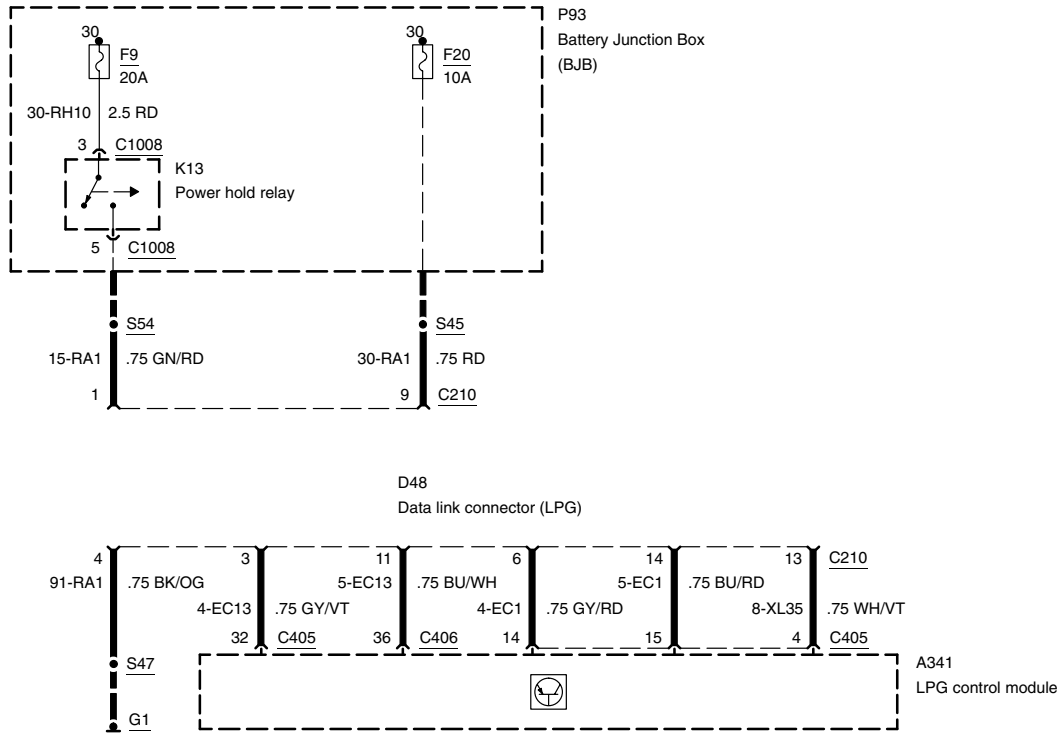 P93
Battery Junction Box
(BJB)
30
F9
20A
30
F20
10A
30-RH10
2.5 RD
3
C1008
K13
Power hold relay
5
C1008
S54
S45
15-RA1
.75 GN/RD
30-RA1
.75 RD
1
9
C210
D48
Data link connector (LPG)
4
3
11
6
14
13
C210
91-RA1
.75 BK/OG
5-EC13
.75 BU/WH
5-EC1
.75 BU/RD
4-EC13
.75 GY/VT
4-EC1
.75 GY/RD
8-XL35
.75 WH/VT
32
C405
36
C406
14
15
4
C405
S47
A341
LPG control module
G1